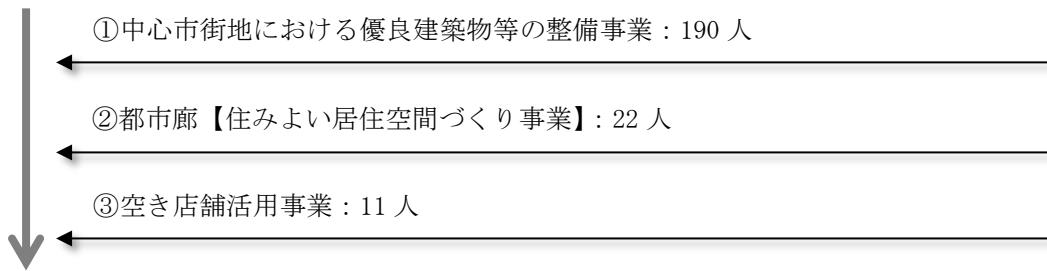 ①中心市街地における優良建築物等の整備事業：190 人
②都市廊【住みよい居住空間づくり事業】：22 人
③空き店舗活用事業：11 人